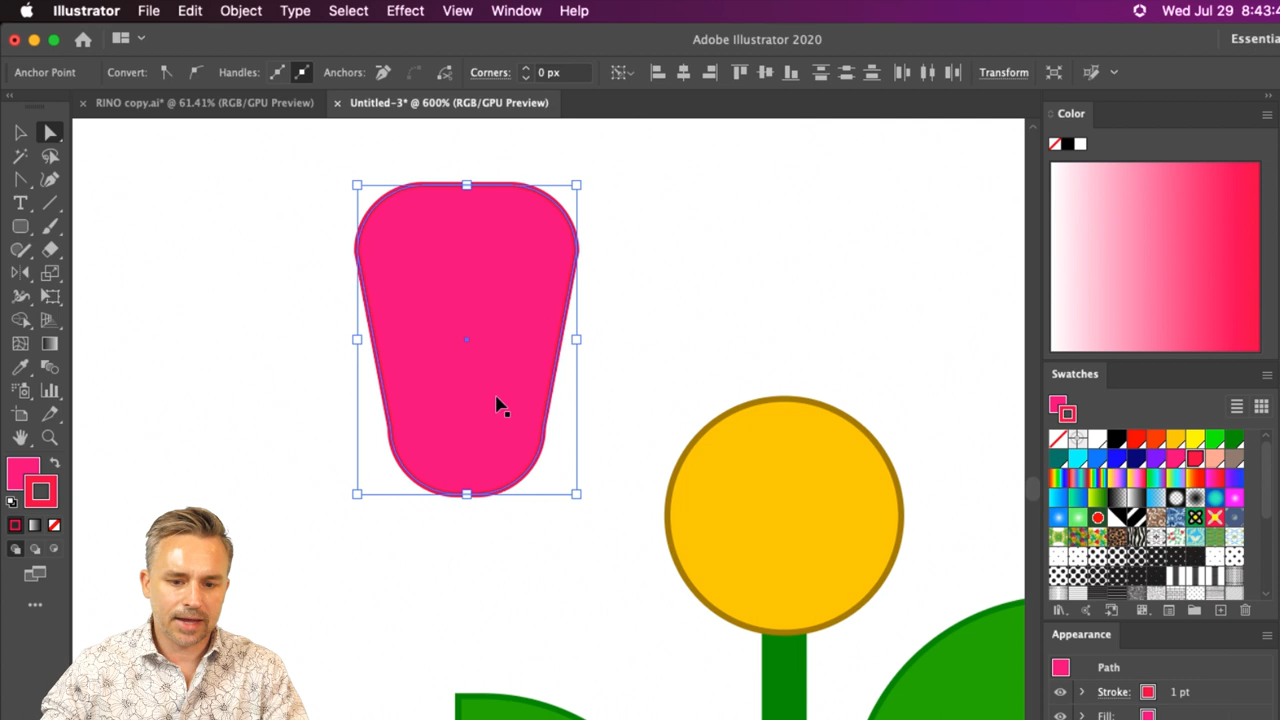 Illustrator File Edit Object Type Select Effect View Window Help Wed Jul 29 8:43:4
Adobe Illustrator 2020 Essentia
Anchor Point Convert: Handles: Anchors: Corners: 0 px Transform
× RINO copy.ai* @ 61.41% (RGB/GPU Preview) × Untitled-3* @ 600% (RGB/GPU Preview)
Color
Swatches
Appearance
Path
Stroke: 1 pt
Fill: